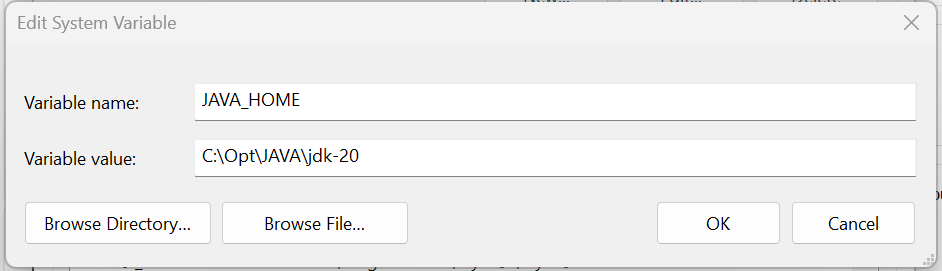 Edit System Variable
Variable name:
JAVA_HOME
Variable value:
C:\Opt\JAVA\jdk-20
Browse Directory...
Browse File...
OK
Cancel